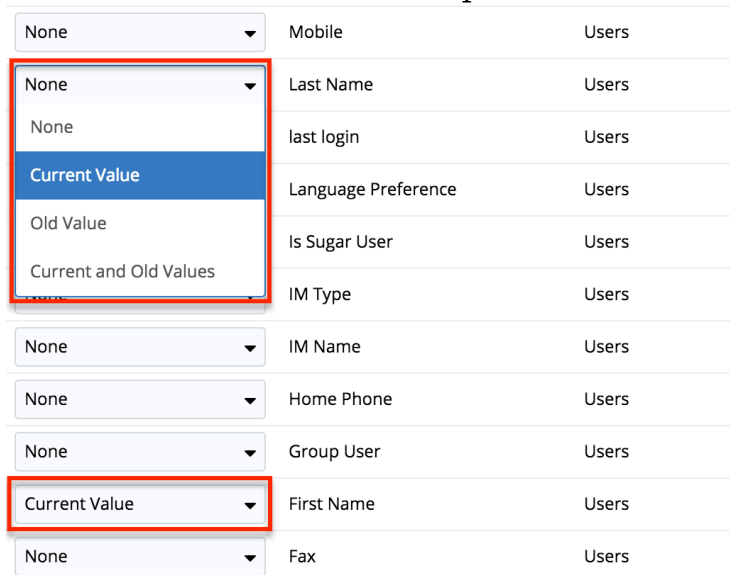 None Mobile Users
None Last Name Users
None
last login Users
Current Value
Language Preference Users
Old Value
Is Sugar User Users
Current and Old Values
None IM Type Users
None IM Name Users
None Home Phone Users
None Group User Users
Current Value First Name Users
None Fax Users